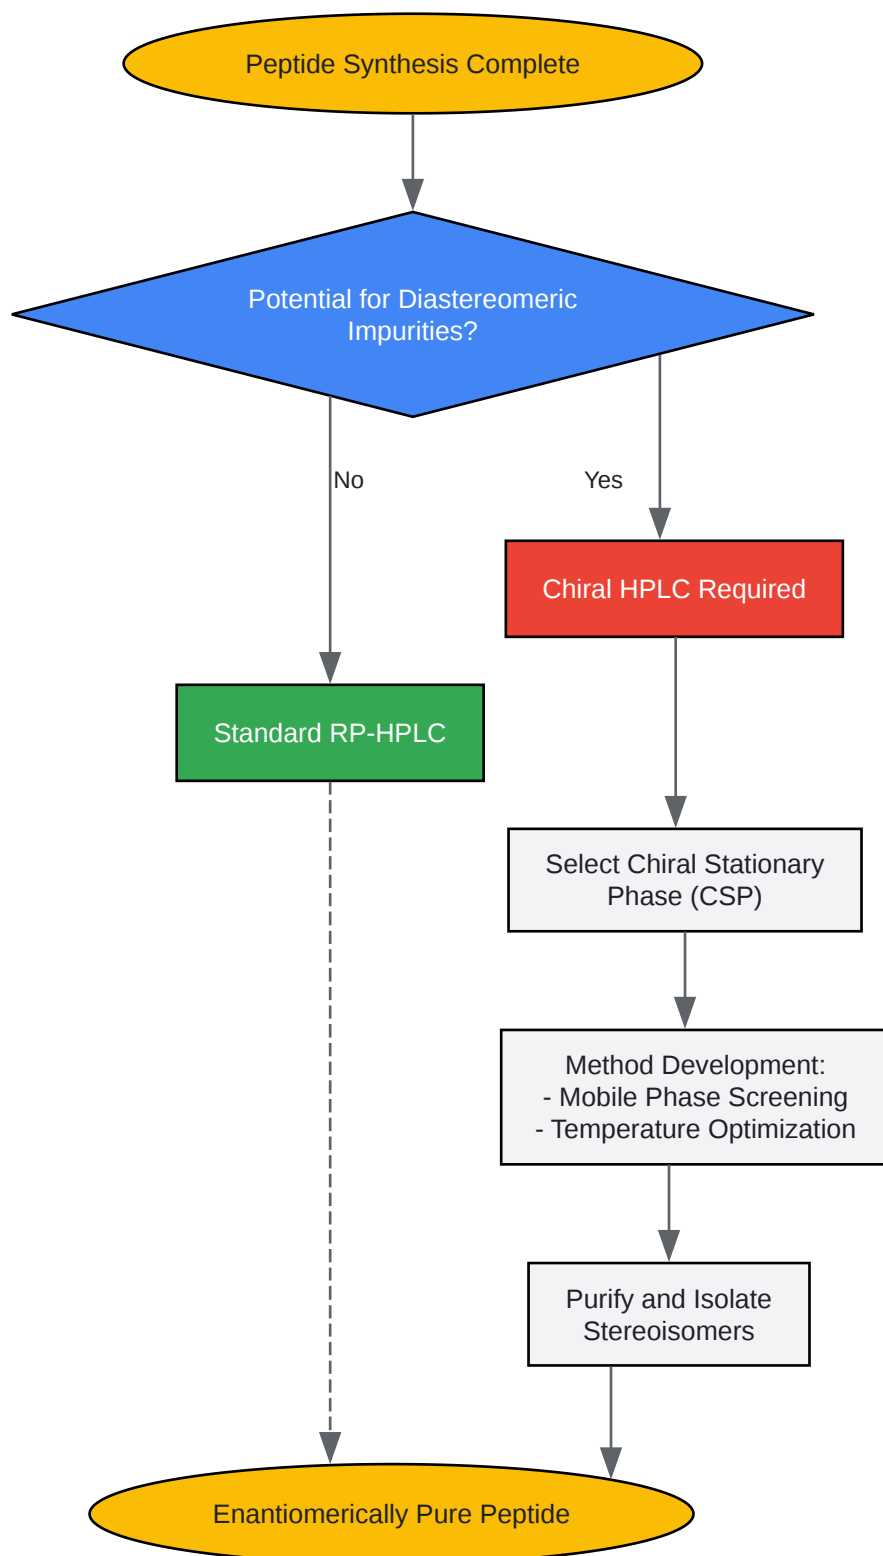 Peptide Synthesis Complete
Potential for Diastereomeric
Impurities?
No
Yes
Chiral HPLC Required
Standard RP-HPLC
Select Chiral Stationary
Phase (CSP)
Method Development:
- Mobile Phase Screening
- Temperature Optimization
Purify and Isolate
Stereoisomers
Enantiomerically Pure Peptide